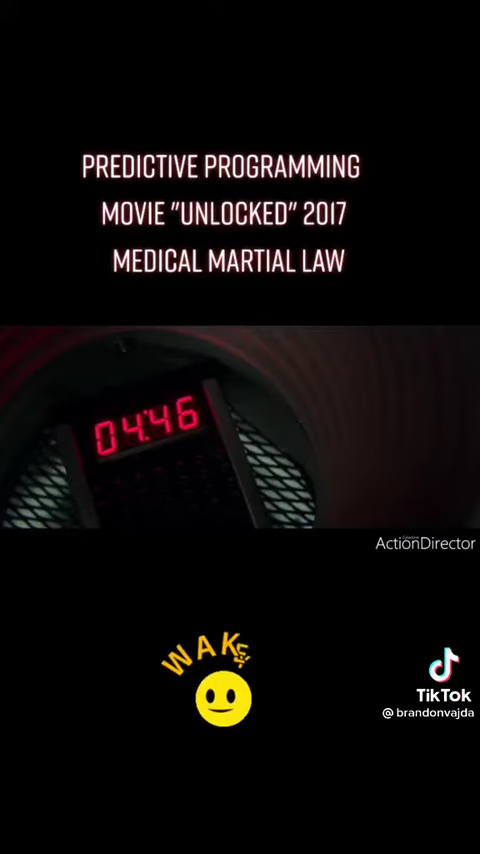 PREDICTIVE PROGRAMMING
MOVIE "UNLOCKED" 2017
MEDICAL MARTIAL LAW
04:46
ActionDirector
WAKE
TikTok
@brandonvajda